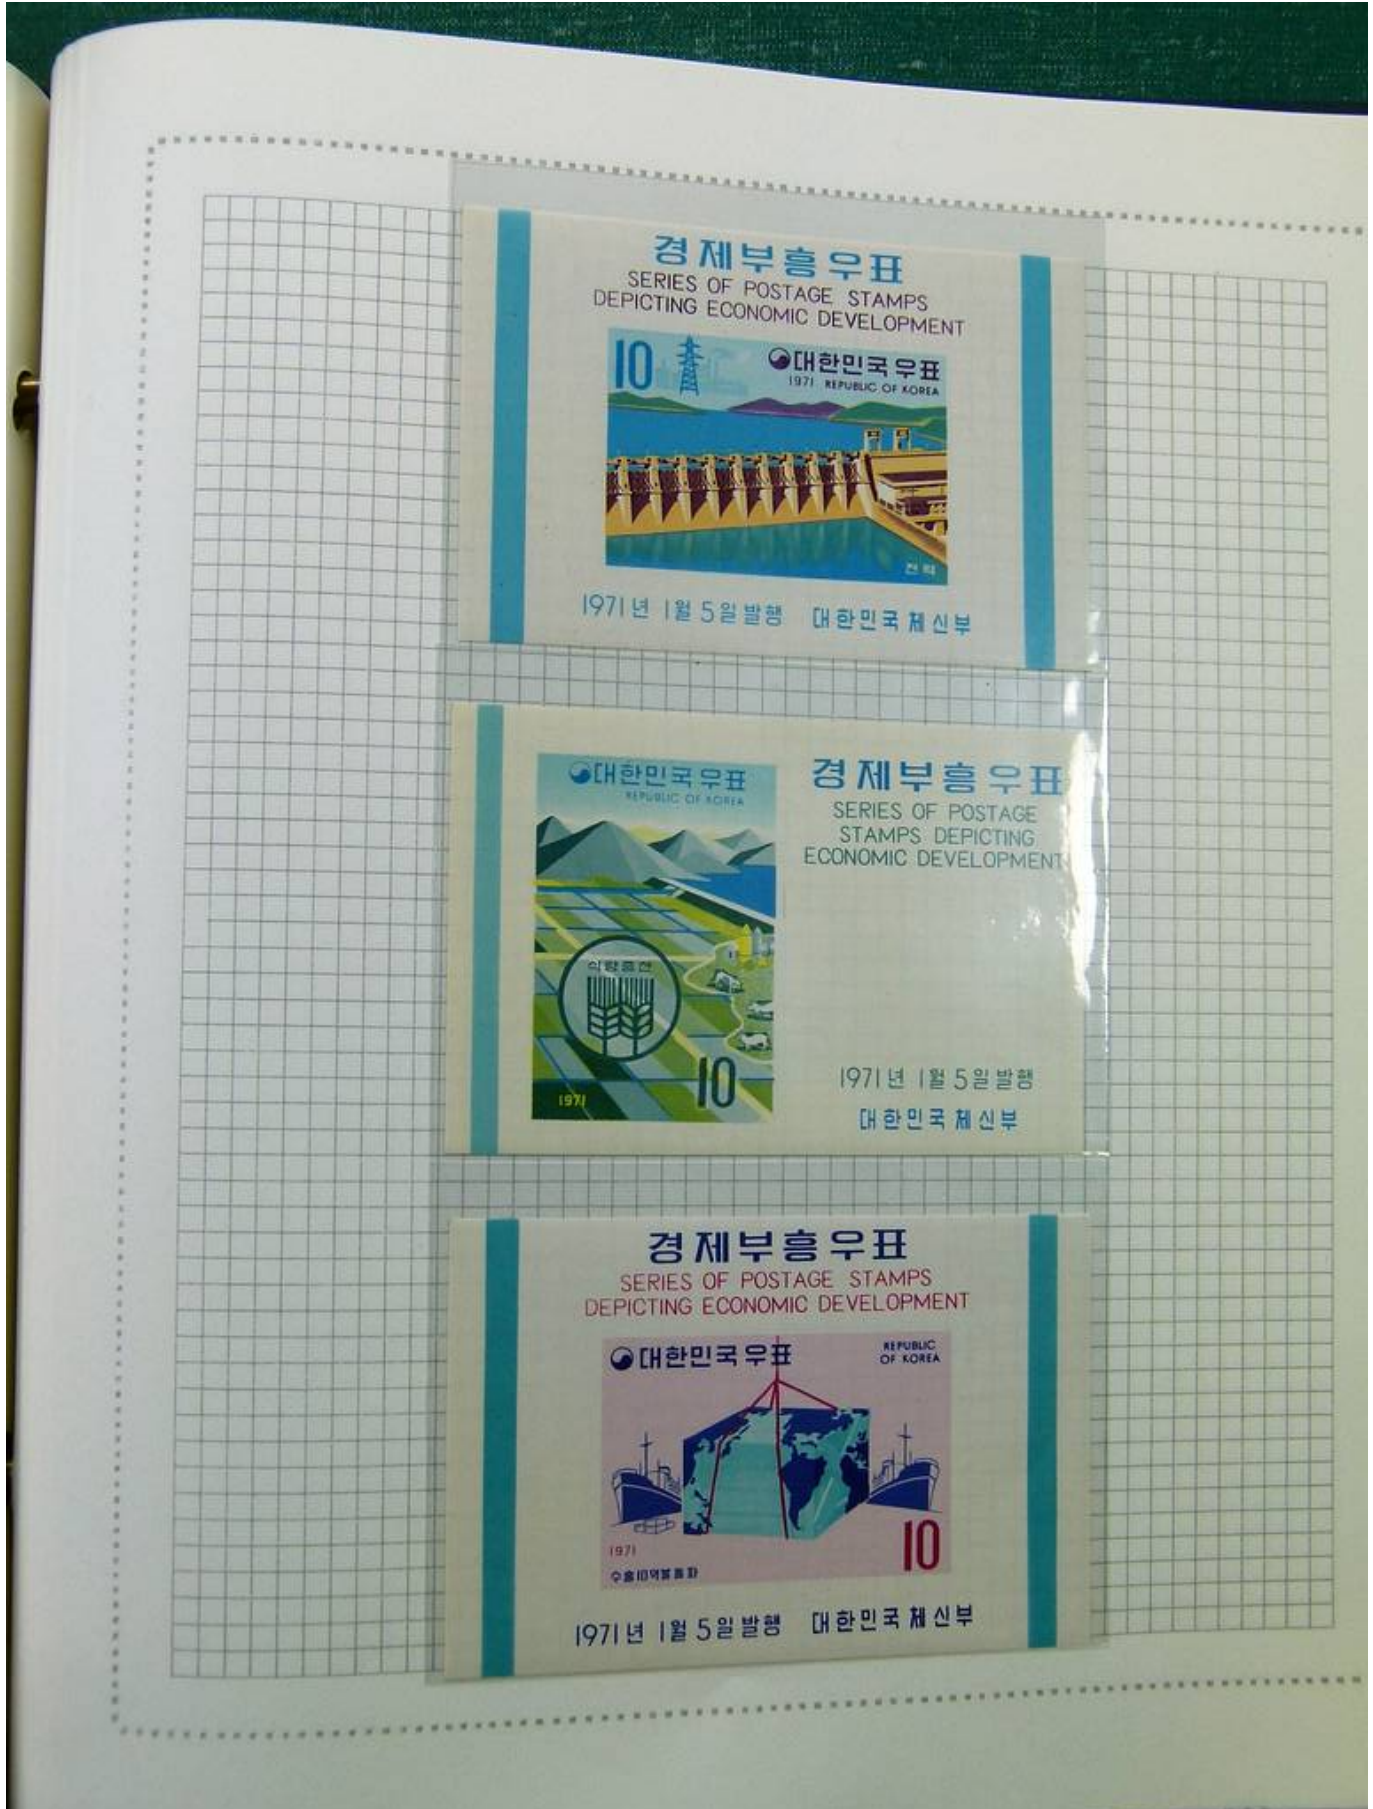 경제부흥우표
SERIES OF POSTAGE STAMPS
DEPICTING ECONOMIC DEVELOPMENT
10
대한민국우표
1971 REPUBLIC OF KOREA
전력
1971년 1월 5일 발행 대한민국 체신부
대한민국우표
REPUBLIC OF KOREA
식량증산
10
1971
경제부흥우표
SERIES OF POSTAGE
STAMPS DEPICTING
ECONOMIC DEVELOPMENT
1971년 1월 5일 발행
대한민국 체신부
경제부흥우표
SERIES OF POSTAGE STAMPS
DEPICTING ECONOMIC DEVELOPMENT
대한민국우표
REPUBLIC
OF KOREA
10
1971
수출10억불돌파
1971년 1월 5일 발행 대한민국 체신부